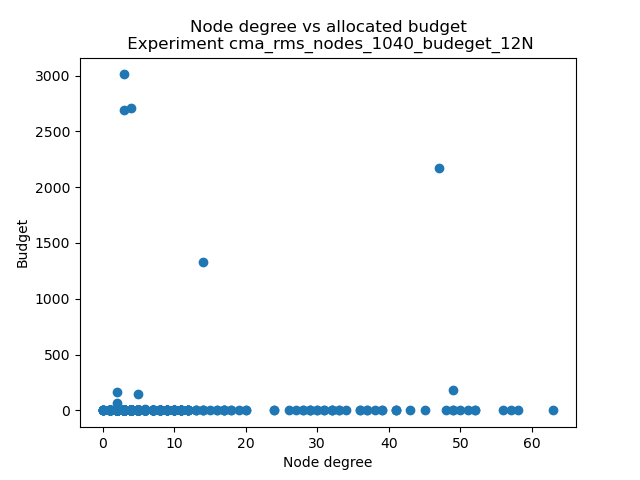 Node degree vs allocated budget
Experiment cma_rms_nodes_1040_budeget_12N
3000
2500
2000
1500
1000
500
0
Budget
0 10 20 30 40 50 60
Node degree